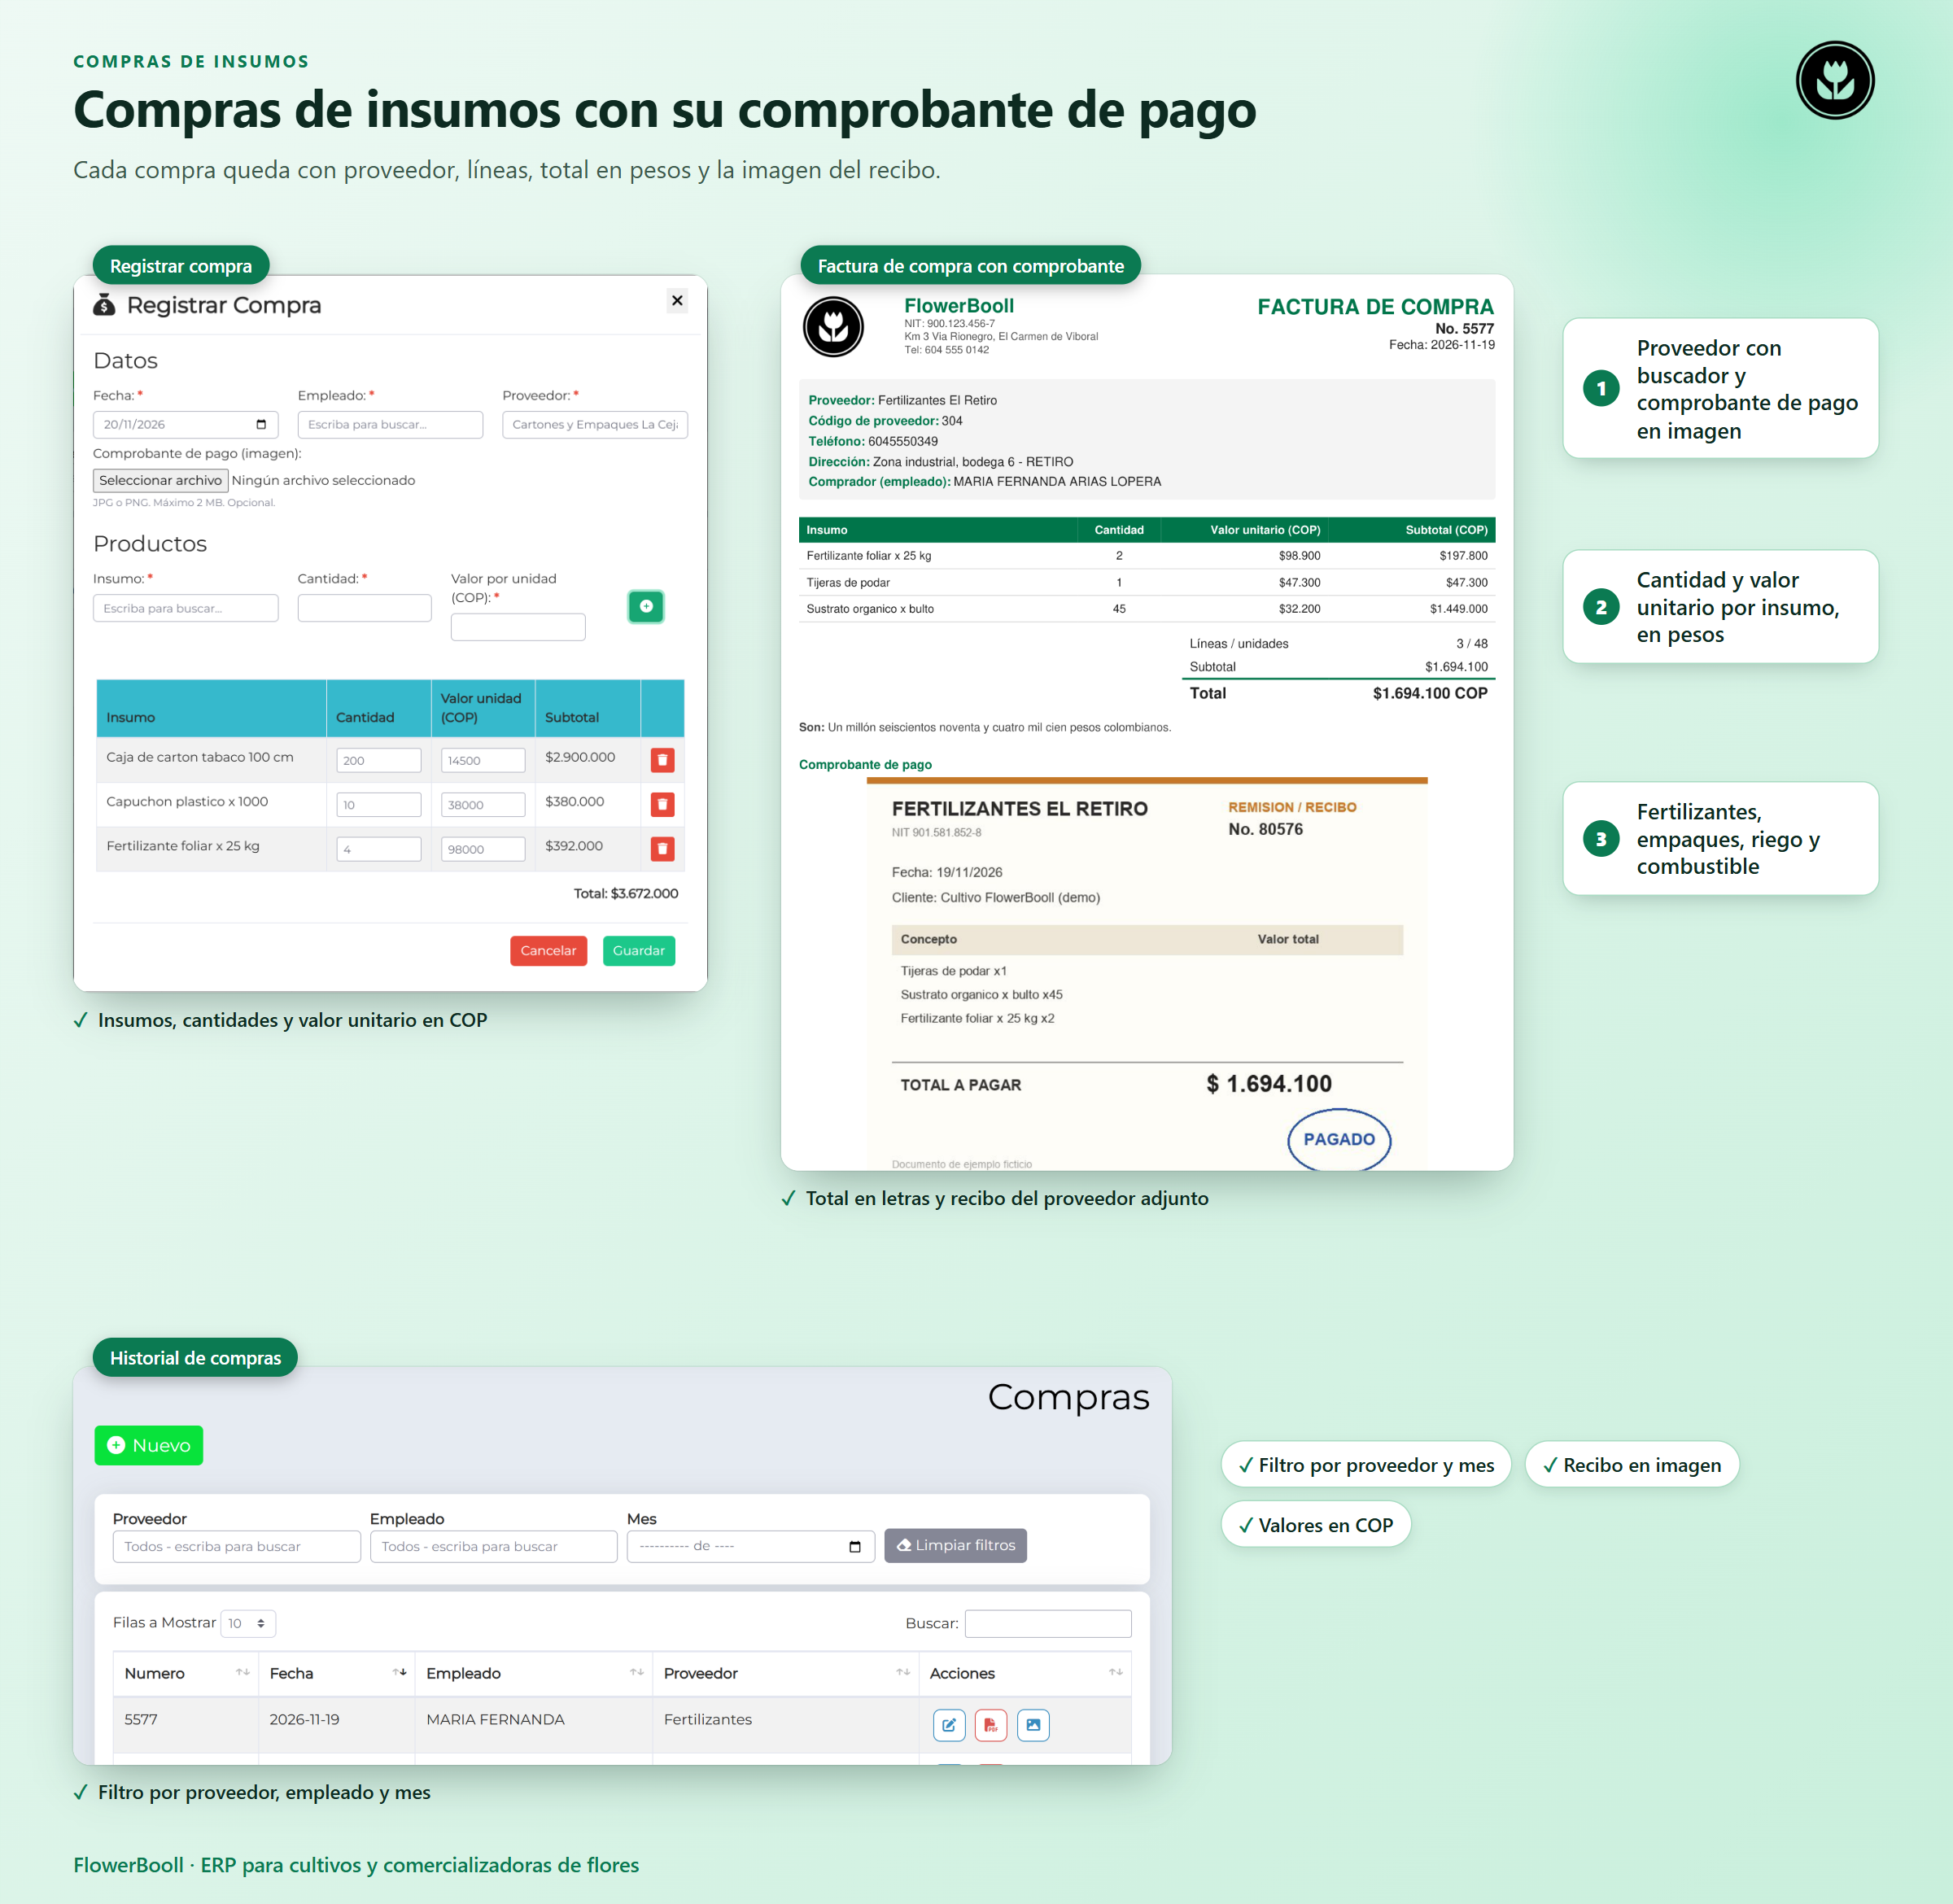 COMPRAS DE INSUMOS
Compras de insumos con su comprobante de pago
Cada compra queda con proveedor, líneas, total en pesos y la imagen del recibo.
Registrar compra
Registrar Compra
Datos
Fecha: * Empleado: * Proveedor: *
20/11/2026 Escriba para buscar... Cartones y Empaques La Ceja
Comprobante de pago (imagen):
Seleccionar archivo Ningún archivo seleccionado
JPG o PNG. Máximo 2 MB. Opcional.
Productos
Insumo: * Cantidad: * Valor por unidad
(COP): *
Escriba para buscar...
Insumo Cantidad Valor unidad (COP) Subtotal
Caja de carton tabaco 100 cm 200 14500 $2.900.000
Capuchon plastico x 1000 10 38000 $380.000
Fertilizante foliar x 25 kg 4 98000 $392.000
Total: $3.672.000
Cancelar Guardar
✓ Insumos, cantidades y valor unitario en COP
Factura de compra con comprobante
FlowerBooll
NIT: 900.123.456-7
Km 3 Via Rionegro, El Carmen de Viboral
Tel: 604 555 0142
FACTURA DE COMPRA
No. 5577
Fecha: 2026-11-19
Proveedor: Fertilizantes El Retiro
Código de proveedor: 304
Teléfono: 6045550349
Dirección: Zona industrial, bodega 6 - RETIRO
Comprador (empleado): MARIA FERNANDA ARIAS LOPERA
Insumo Cantidad Valor unitario (COP) Subtotal (COP)
Fertilizante foliar x 25 kg 2 $98.900 $197.800
Tijeras de podar 1 $47.300 $47.300
Sustrato organico x bulto 45 $32.200 $1.449.000
Líneas / unidades 3 / 48
Subtotal $1.694.100
Total $1.694.100 COP
Son: Un millón seiscientos noventa y cuatro mil cien pesos colombianos.
Comprobante de pago
FERTILIZANTES EL RETIRO
NIT 901.581.852-8
REMISION / RECIBO
No. 80576
Fecha: 19/11/2026
Cliente: Cultivo FlowerBooll (demo)
Concepto Valor total
Tijeras de podar x1
Sustrato organico x bulto x45
Fertilizante foliar x 25 kg x2
TOTAL A PAGAR $ 1.694.100
PAGADO
Documento de ejemplo ficticio
✓ Total en letras y recibo del proveedor adjunto
1 Proveedor con
buscador y
comprobante de pago
en imagen
2 Cantidad y valor
unitario por insumo,
en pesos
3 Fertilizantes,
empaques, riego y
combustible
Historial de compras
Compras
Nuevo
Proveedor Empleado Mes
Todos - escriba para buscar Todos - escriba para buscar ---------- de ---- Limpiar filtros
Filas a Mostrar 10 Buscar:
Numero Fecha Empleado Proveedor Acciones
5577 2026-11-19 MARIA FERNANDA Fertilizantes PDF
✓ Filtro por proveedor, empleado y mes
✓ Filtro por proveedor y mes ✓ Recibo en imagen
✓ Valores en COP
FlowerBooll · ERP para cultivos y comercializadoras de flores